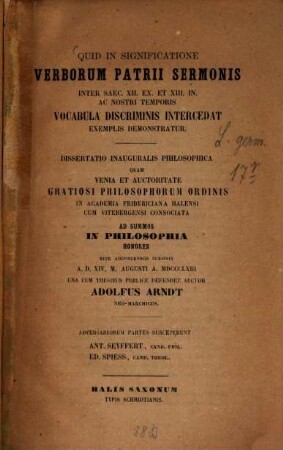 QUID IN SIGNIFICATIONE
VERBORUM PATRII SERMONIS
INTER SAEC. XII. EX. ET XIII. IN.
AC NOSTRI TEMPORIS
VOCABULA DISCRIMINIS INTERCEDAT
EXEMPLIS DEMONSTRATUR.
DISSERTATIO INAUGURALIS PHILOSOPHICA
QUAM
VENIA ET AUCTORITATE
GRATIOSI PHILOSOPHORUM ORDINIS
IN ACADEMIA FRIDERICIANA HALENSI
CUM VITEBERGENSI CONSOCIATA
AD SUMMOS
IN PHILOSOPHIA
HONORES
RITE
A. D. XIV. M. AUGUSTI A. MDCCCLXXI
UNA CUM THESIBUS PUBLICE DEFENDET AUCTOR
ADOLFUS ARNDT
NEO-MARCHICUS.
ADVERSARIORUM PARTES SUSCEPERUNT
ANT. SEYFFERT, CAND. PHIL.
ED. SPIESS, CAND. THEOL.
HALIS SAXONUM
TYPIS SCHMIDTIANIS.
L. germ.